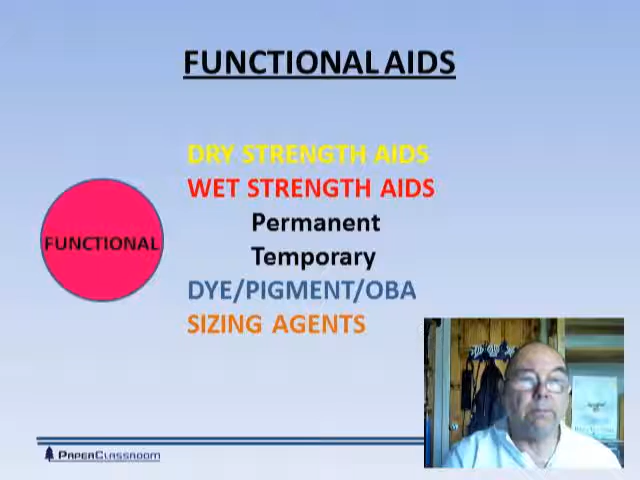 FUNCTIONAL AIDS
DRY STRENGTH AIDS
WET STRENGTH AIDS
Permanent
Temporary
FUNCTIONAL
DYE/PIGMENT/OBA
SIZING AGENTS
PAPERCLASSROOM